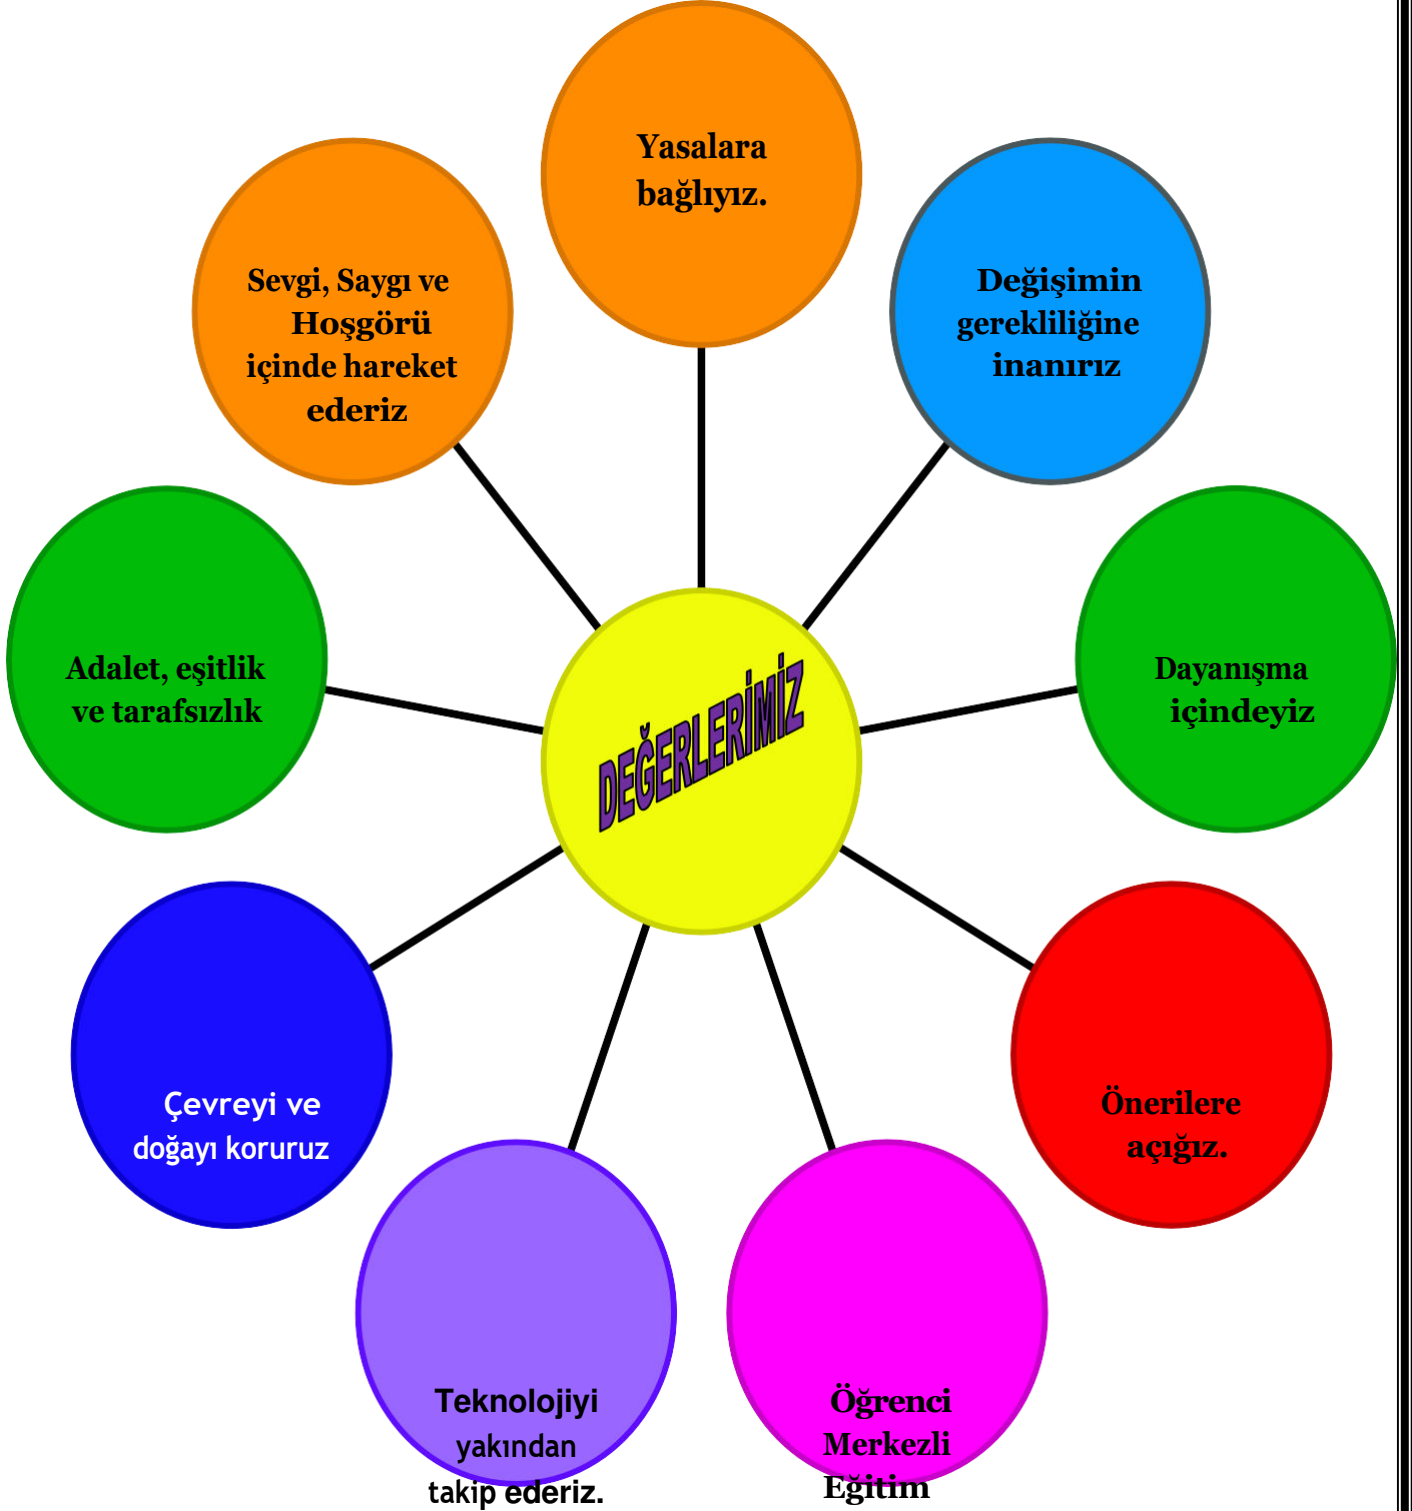 Yasalara
bağlıyız.
Değişimin
gerekliliğine
inanırız
Dayanışma
içindeyiz
Önerilere
açığız.
Öğrenci
Merkezli
Eğitim
Teknolojiyi
yakından
takip ederiz.
Çevreyi ve
doğayı koruruz
Adalet, eşitlik
ve tarafsızlık
Sevgi, Saygı ve
Hoşgörü
içinde hareket
ederiz
DEĞERLERİMİZ